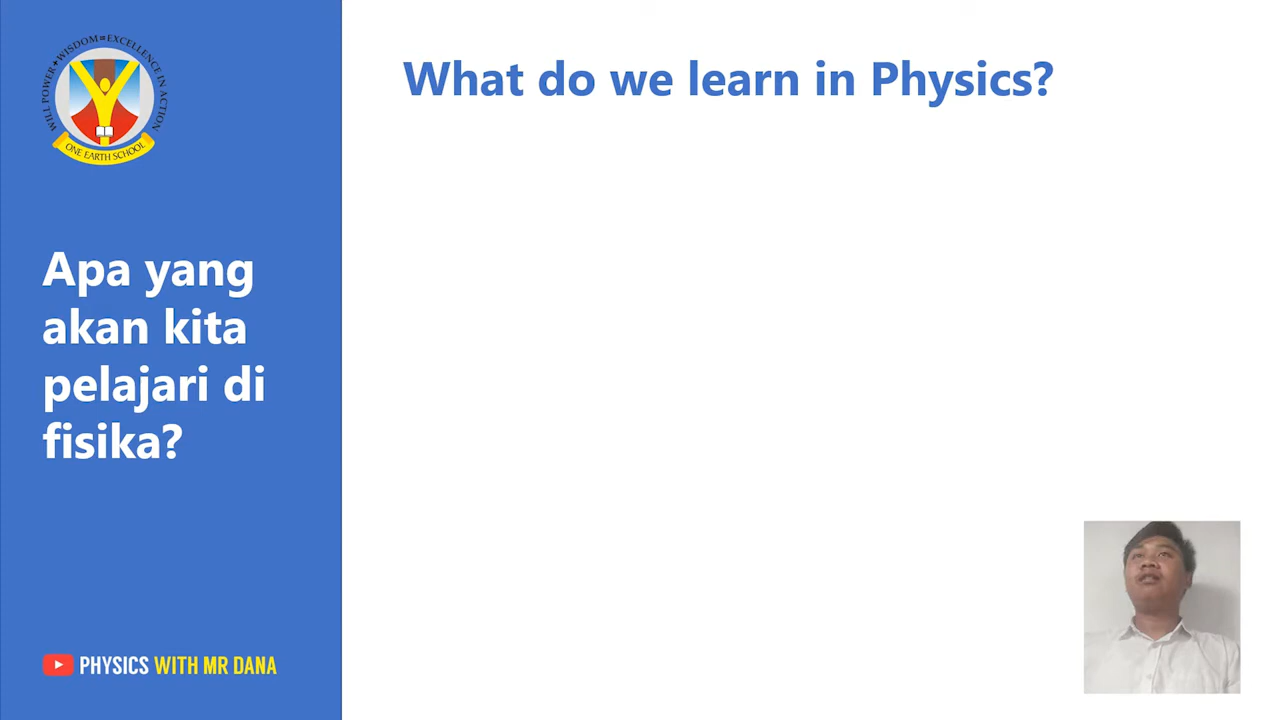 WILL POWER✦WISDOM=EXCELLENCE IN ACTION
ONE EARTH SCHOOL
What do we learn in Physics?
Apa yang
akan kita
pelajari di
fisika?
PHYSICS WITH MR DANA